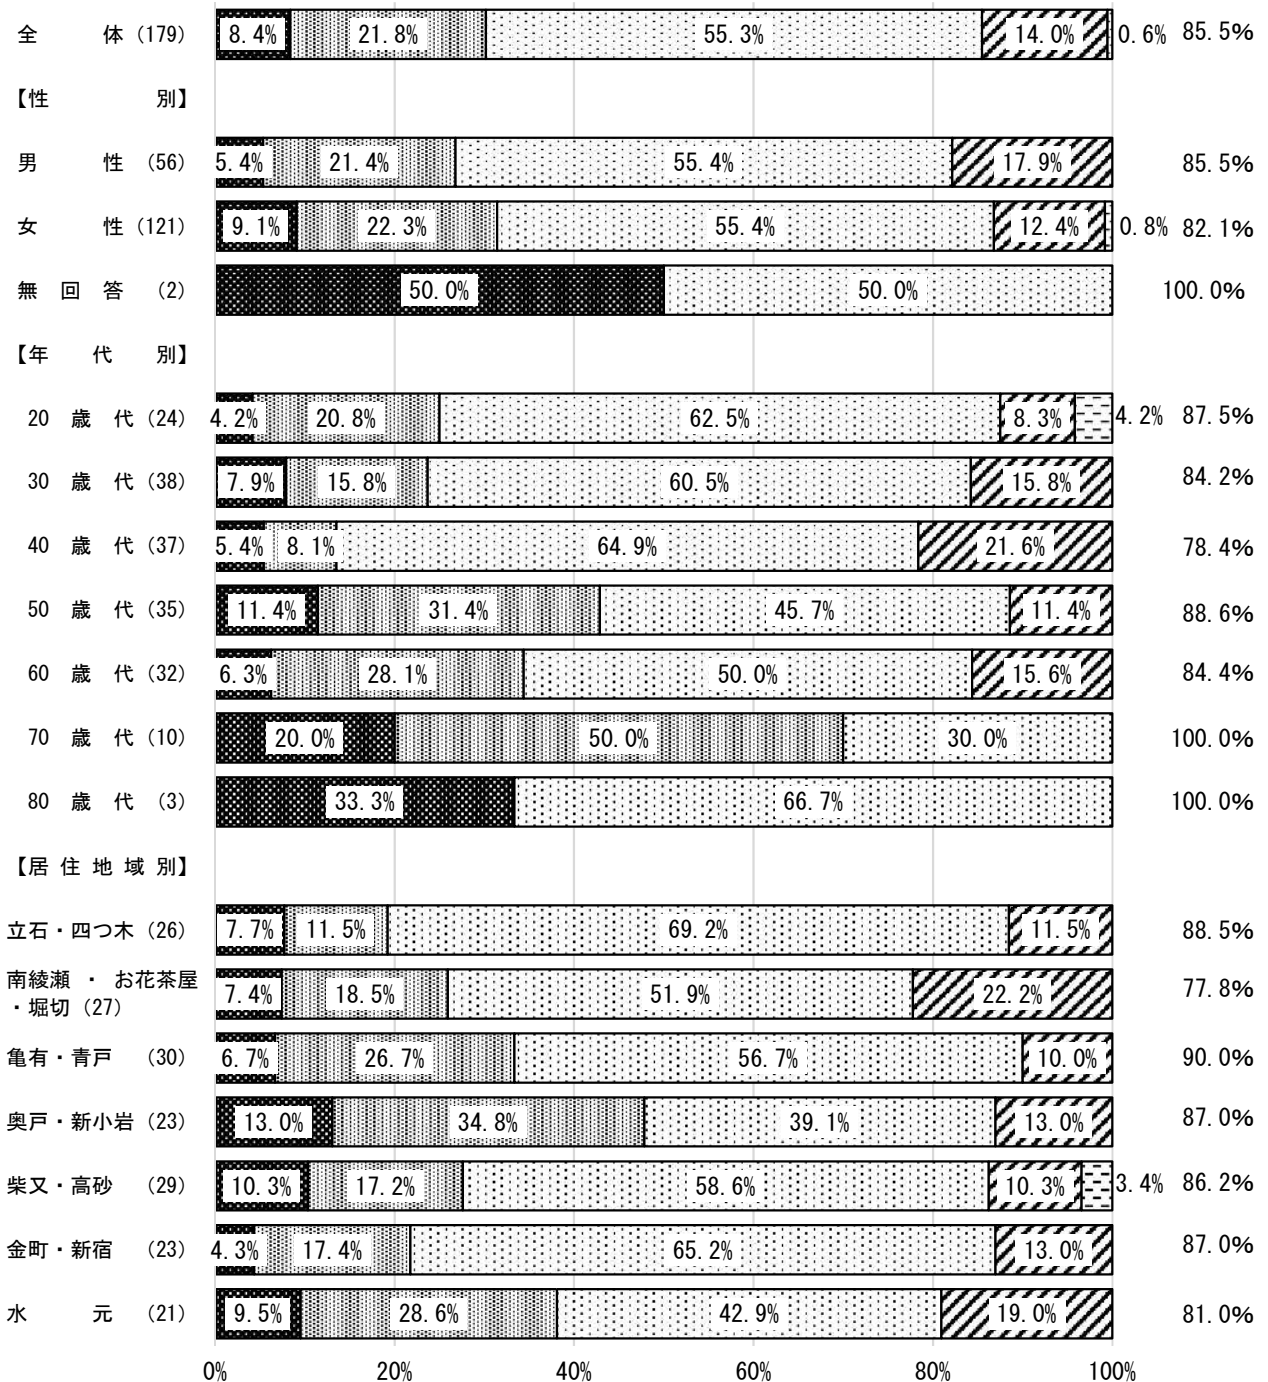 全 体 (179) 8.4% 21.8% 55.3% 14.0% 0.6% 85.5%
【性 別】
男 性 (56) 5.4% 21.4% 55.4% 17.9% 85.5%
女 性 (121) 9.1% 22.3% 55.4% 12.4% 0.8% 82.1%
無 回 答 (2) 50.0% 50.0% 100.0%
【年 代 別】
20 歳 代 (24) 4.2% 20.8% 62.5% 8.3% 4.2% 87.5%
30 歳 代 (38) 7.9% 15.8% 60.5% 15.8% 84.2%
40 歳 代 (37) 5.4% 8.1% 64.9% 21.6% 78.4%
50 歳 代 (35) 11.4% 31.4% 45.7% 11.4% 88.6%
60 歳 代 (32) 6.3% 28.1% 50.0% 15.6% 84.4%
70 歳 代 (10) 20.0% 50.0% 30.0% 100.0%
80 歳 代 (3) 33.3% 66.7% 100.0%
【居 住 地 域 別】
立石・四つ木 (26) 7.7% 11.5% 69.2% 11.5% 88.5%
南綾瀬 ・ お花茶屋
・堀切 (27) 7.4% 18.5% 51.9% 22.2% 77.8%
亀有・青戸 (30) 6.7% 26.7% 56.7% 10.0% 90.0%
奥戸・新小岩 (23) 13.0% 34.8% 39.1% 13.0% 87.0%
柴又・高砂 (29) 10.3% 17.2% 58.6% 10.3% 3.4% 86.2%
金町・新宿 (23) 4.3% 17.4% 65.2% 13.0% 87.0%
水 元 (21) 9.5% 28.6% 42.9% 19.0% 81.0%
0% 20% 40% 60% 80% 100%